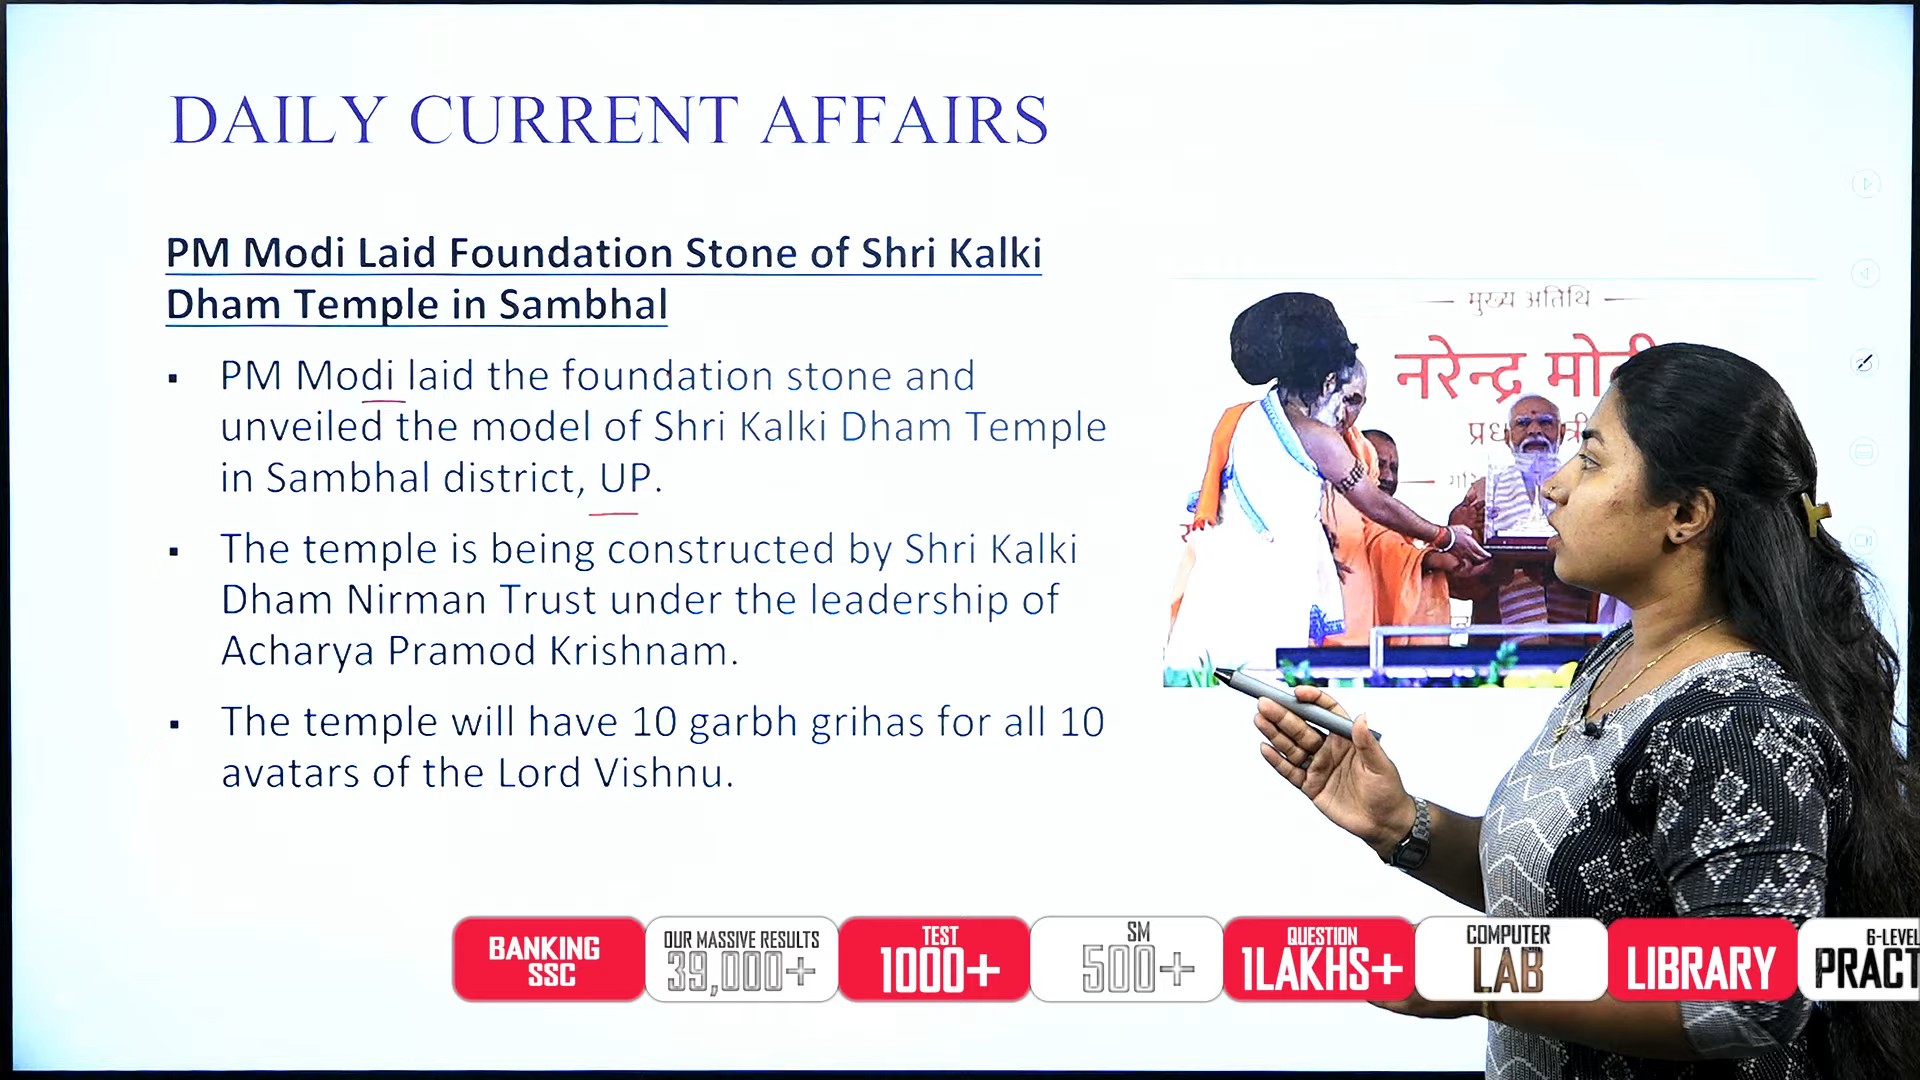 DAILY CURRENT AFFAIRS
PM Modi Laid Foundation Stone of Shri Kalki
Dham Temple in Sambhal
▪ PM Modi laid the foundation stone and
unveiled the model of Shri Kalki Dham Temple
in Sambhal district, UP.
▪ The temple is being constructed by Shri Kalki
Dham Nirman Trust under the leadership of
Acharya Pramod Krishnam.
▪ The temple will have 10 garbh grihas for all 10
avatars of the Lord Vishnu.
मुख्य अतिथि
नरेन्द्र
BANKING
SSC
OUR MASSIVE RESULTS
39,000+
TEST
1000+
SM
500+
QUESTION
1LAKHS+
COMPUTER
LAB
LIBRARY
6-LEVEL
PRACT